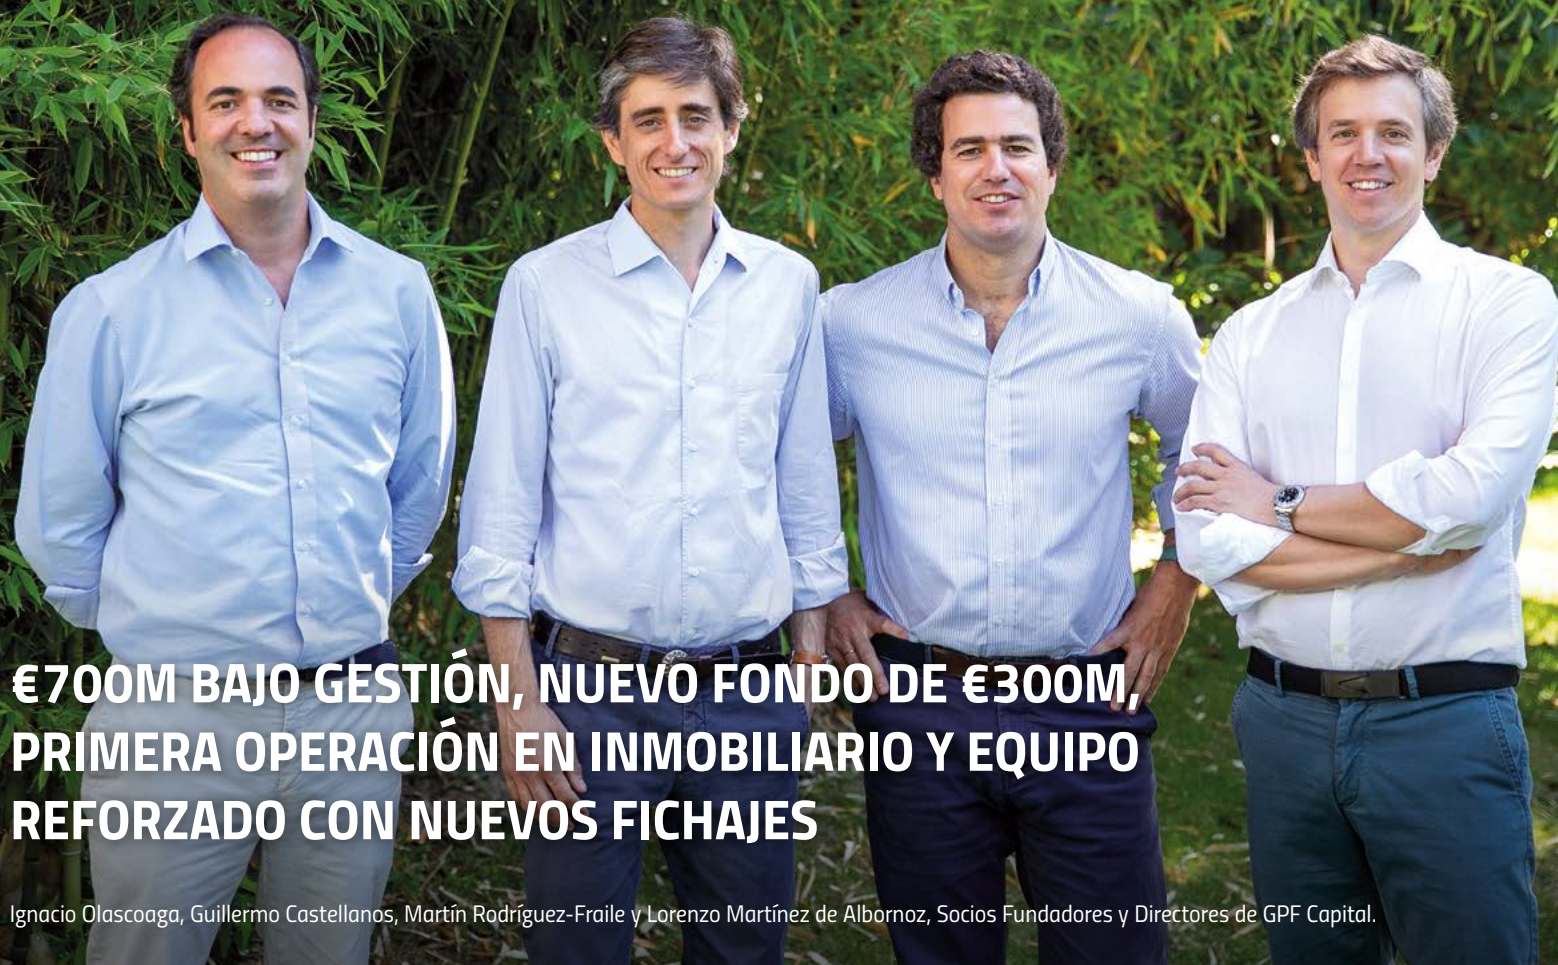 €700M BAJO GESTIÓN, NUEVO FONDO DE €300M,
PRIMERA OPERACIÓN EN INMOBILIARIO Y EQUIPO
REFORZADO CON NUEVOS FICHAJES
Ignacio Olascoaga, Guillermo Castellanos, Martín Rodríguez-Fraile y Lorenzo Martínez de Albornoz, Socios Fundadores y Directores de GPF Capital.